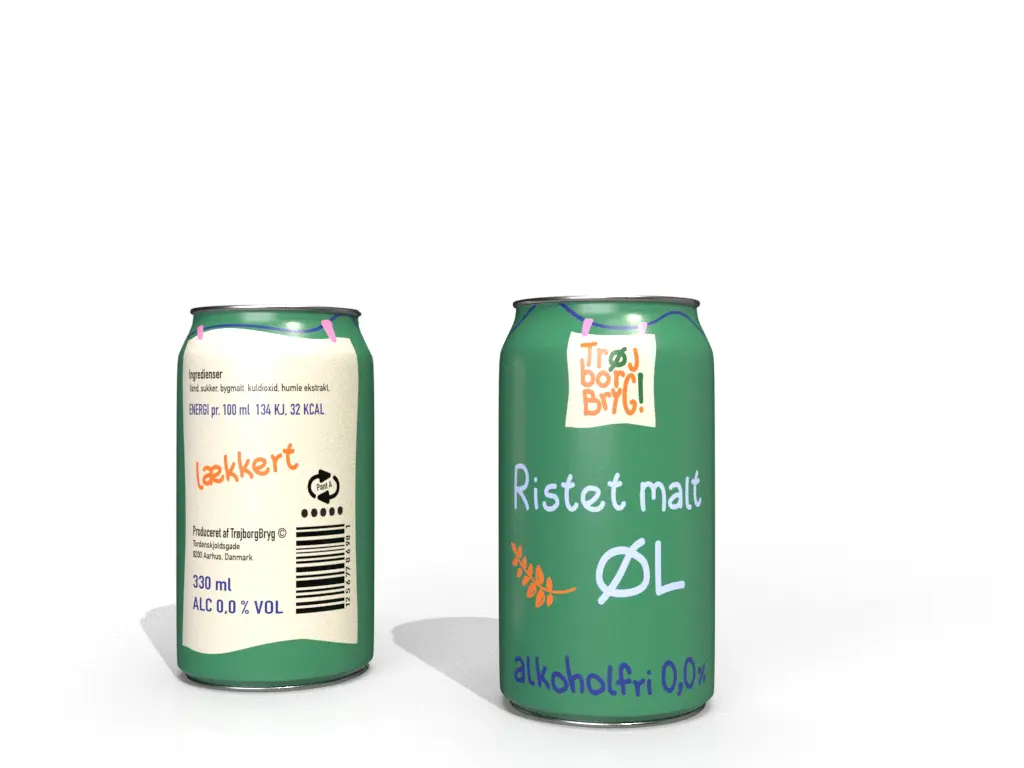 Ingredienser
Vand, sukker, bygmalt, kuldioxid, humle ekstrakt.
ENERGI pr. 100 ml 134 KJ, 32 KCAL
lækkert
Pant A
Produceret af TrøjborgBryg ©
Tordenskjoldsgade
8200 Aarhus, Danmark
330 ml
ALC 0,0 % VOL
Trøj
borg
BryG!
Ristet malt
ØL
alkoholfri 0,0%